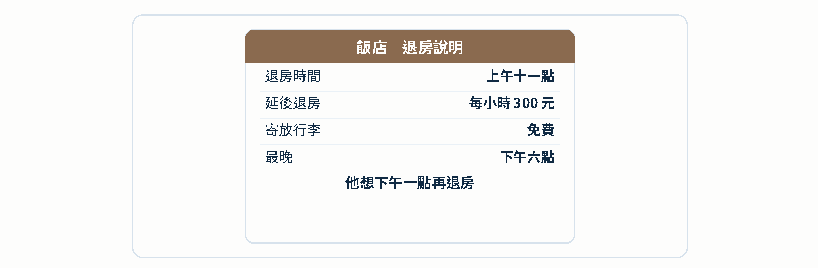 飯店　退房說明
退房時間 上午十一點
延後退房 每小時 300 元
寄放行李 免費
最晚 下午六點
他想下午一點再退房